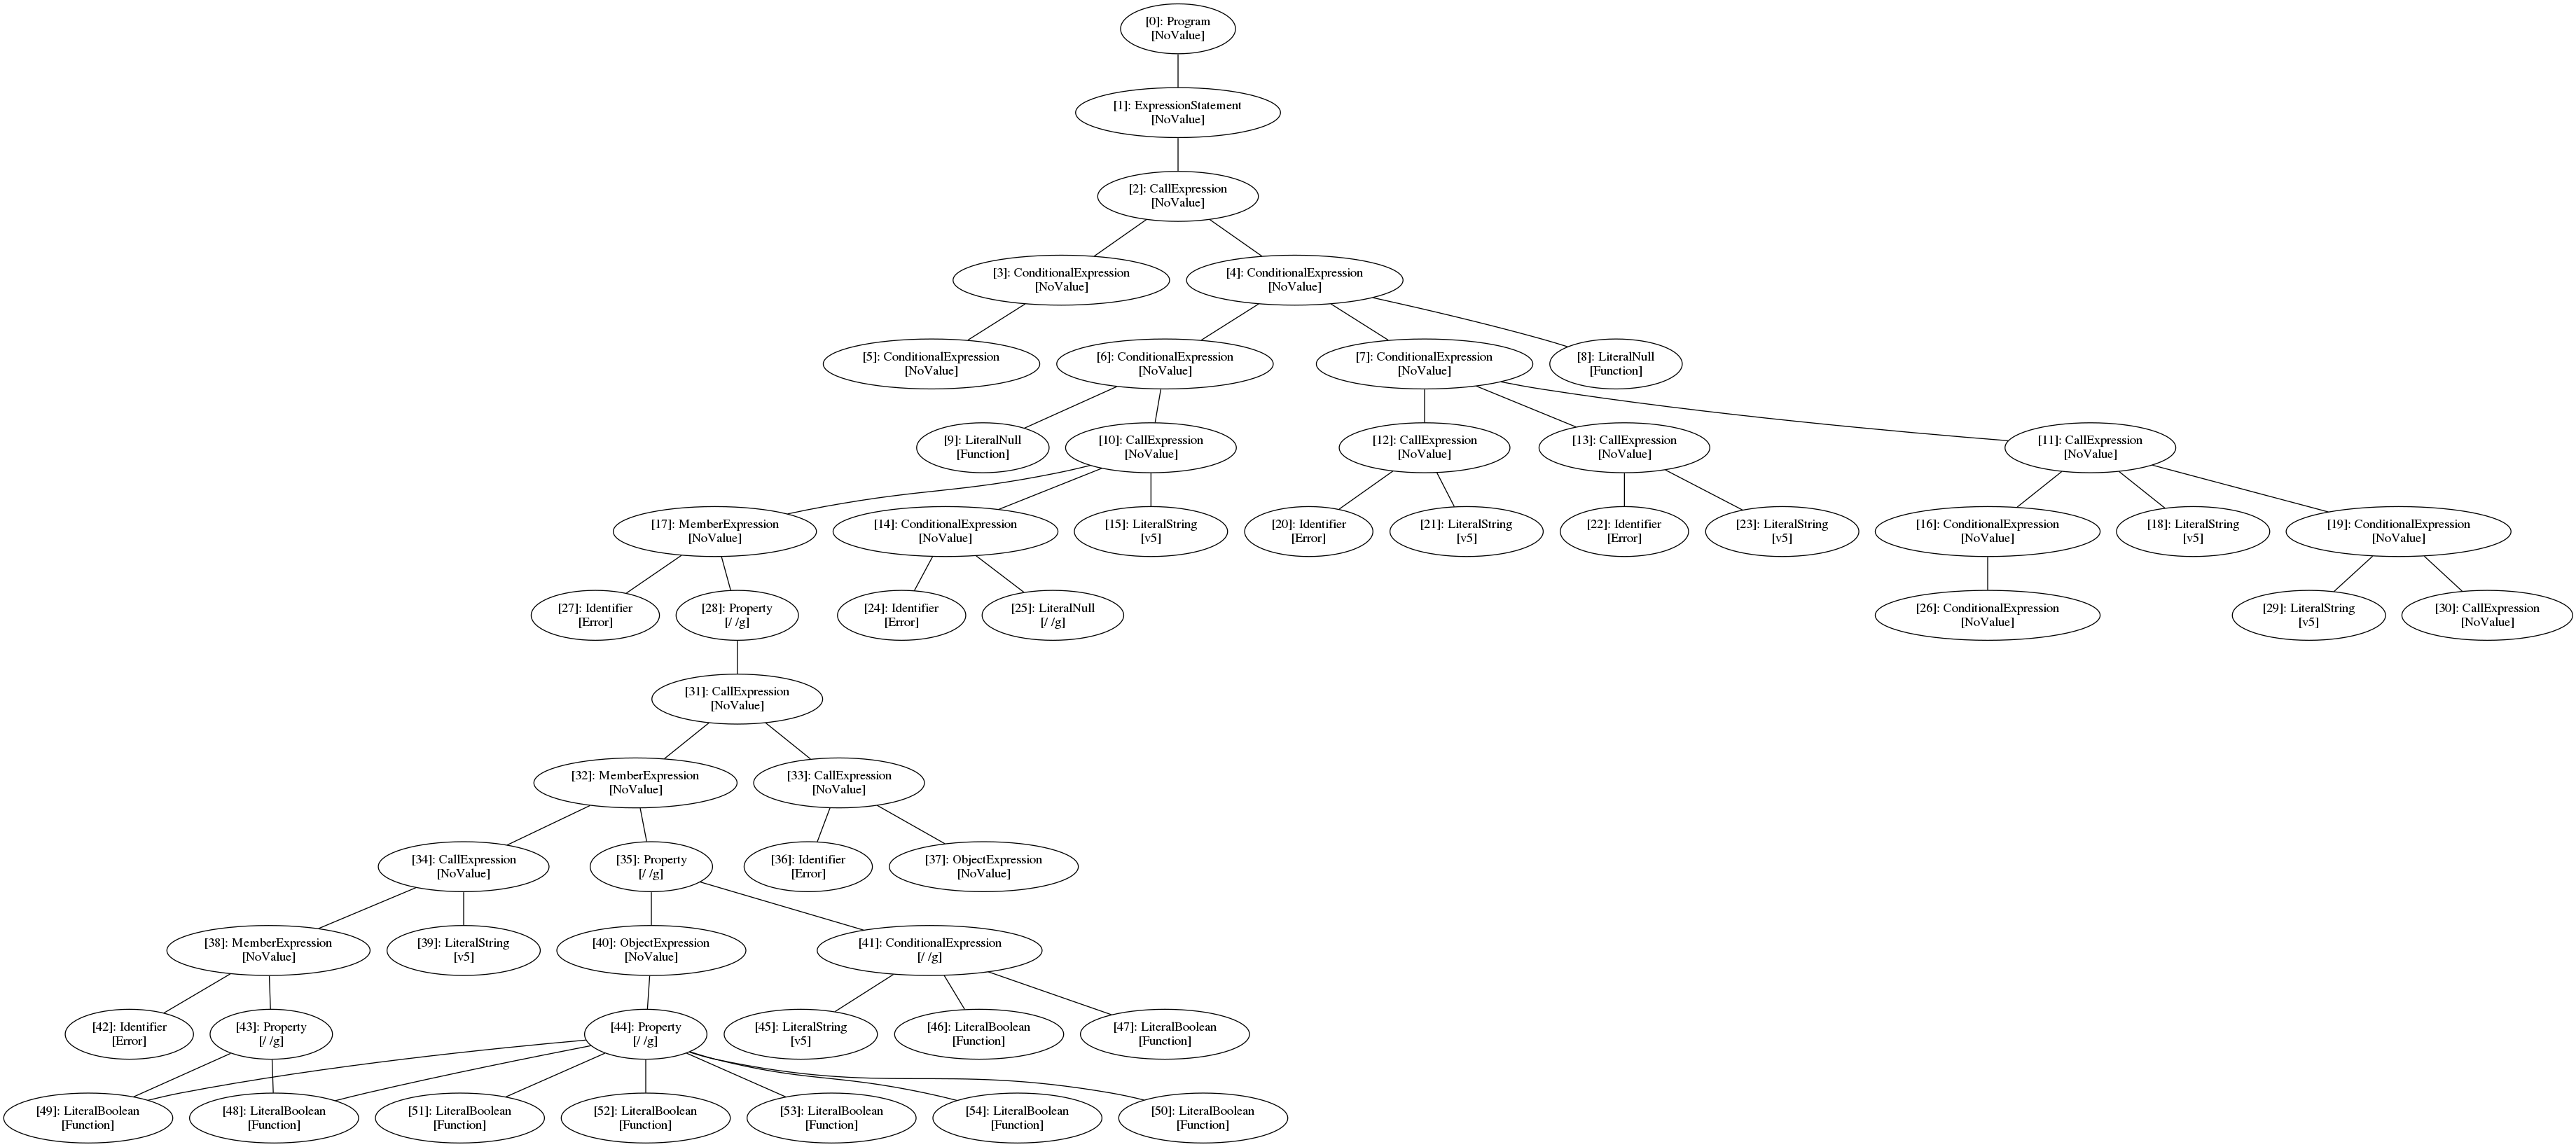 [0]: Program
[NoValue]
[1]: ExpressionStatement
[NoValue]
[2]: CallExpression
[NoValue]
[3]: ConditionalExpression
[NoValue]
[4]: ConditionalExpression
[NoValue]
[5]: ConditionalExpression
[NoValue]
[6]: ConditionalExpression
[NoValue]
[7]: ConditionalExpression
[NoValue]
[8]: LiteralNull
[Function]
[9]: LiteralNull
[Function]
[10]: CallExpression
[NoValue]
[12]: CallExpression
[NoValue]
[13]: CallExpression
[NoValue]
[11]: CallExpression
[NoValue]
[17]: MemberExpression
[NoValue]
[14]: ConditionalExpression
[NoValue]
[15]: LiteralString
[v5]
[20]: Identifier
[Error]
[21]: LiteralString
[v5]
[22]: Identifier
[Error]
[23]: LiteralString
[v5]
[16]: ConditionalExpression
[NoValue]
[18]: LiteralString
[v5]
[19]: ConditionalExpression
[NoValue]
[27]: Identifier
[Error]
[28]: Property
[/ /g]
[24]: Identifier
[Error]
[25]: LiteralNull
[/ /g]
[26]: ConditionalExpression
[NoValue]
[29]: LiteralString
[v5]
[30]: CallExpression
[NoValue]
[31]: CallExpression
[NoValue]
[32]: MemberExpression
[NoValue]
[33]: CallExpression
[NoValue]
[34]: CallExpression
[NoValue]
[35]: Property
[/ /g]
[36]: Identifier
[Error]
[37]: ObjectExpression
[NoValue]
[38]: MemberExpression
[NoValue]
[39]: LiteralString
[v5]
[40]: ObjectExpression
[NoValue]
[41]: ConditionalExpression
[/ /g]
[42]: Identifier
[Error]
[43]: Property
[/ /g]
[44]: Property
[/ /g]
[45]: LiteralString
[v5]
[46]: LiteralBoolean
[Function]
[47]: LiteralBoolean
[Function]
[49]: LiteralBoolean
[Function]
[48]: LiteralBoolean
[Function]
[51]: LiteralBoolean
[Function]
[52]: LiteralBoolean
[Function]
[53]: LiteralBoolean
[Function]
[54]: LiteralBoolean
[Function]
[50]: LiteralBoolean
[Function]